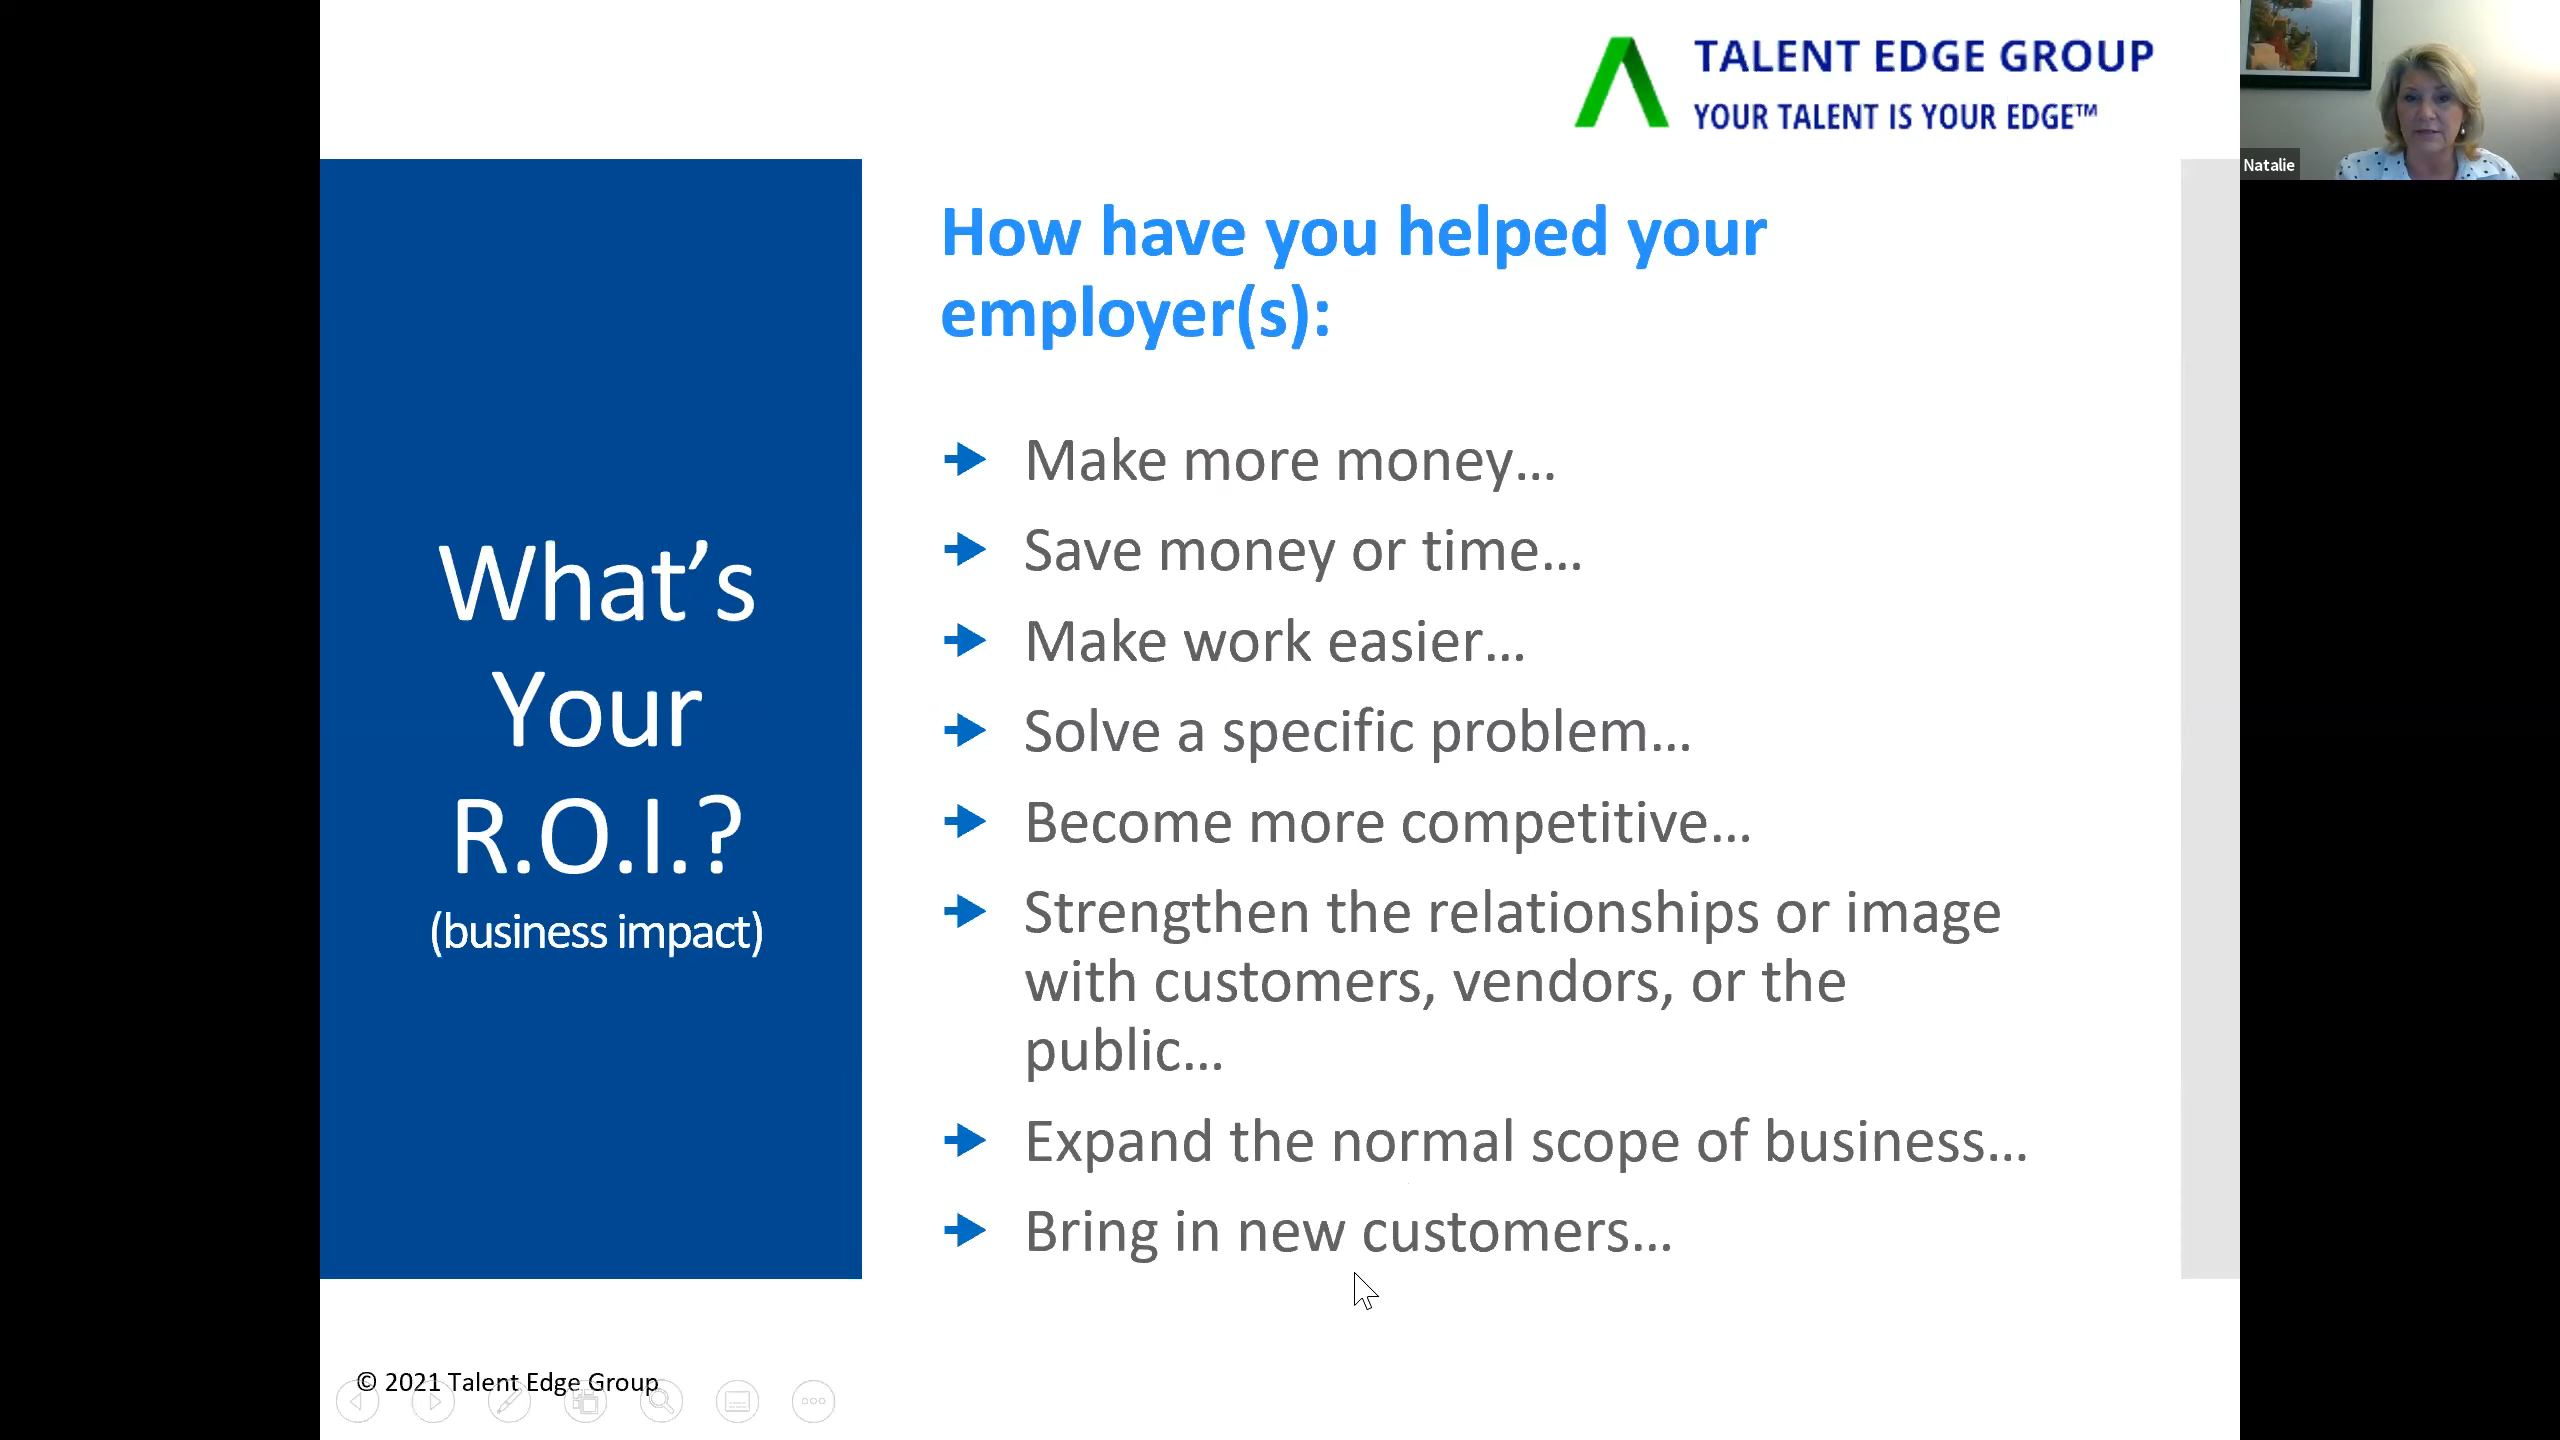 TALENT EDGE GROUP
YOUR TALENT IS YOUR EDGE™
Natalie
What's
Your
R.O.I.?
(business impact)
How have you helped your
employer(s):
Make more money...
Save money or time...
Make work easier...
Solve a specific problem...
Become more competitive...
Strengthen the relationships or image
with customers, vendors, or the
public...
Expand the normal scope of business...
Bring in new customers...
© 2021 Talent Edge Group